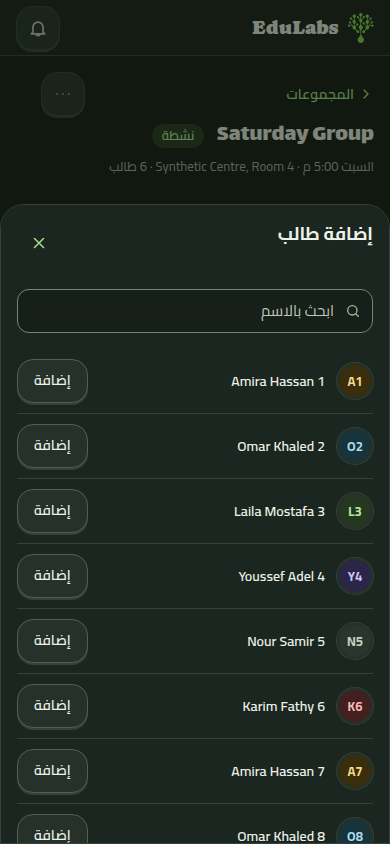 EduLabs
المجموعات
Saturday Group نشطة
السبت 5:00 م · Synthetic Centre, Room 4 · 6 طالب
إضافة طالب
ابحث بالاسم
A1 Amira Hassan 1 إضافة
O2 Omar Khaled 2 إضافة
L3 Laila Mostafa 3 إضافة
Y4 Youssef Adel 4 إضافة
N5 Nour Samir 5 إضافة
K6 Karim Fathy 6 إضافة
A7 Amira Hassan 7 إضافة
O8 Omar Khaled 8 إضافة